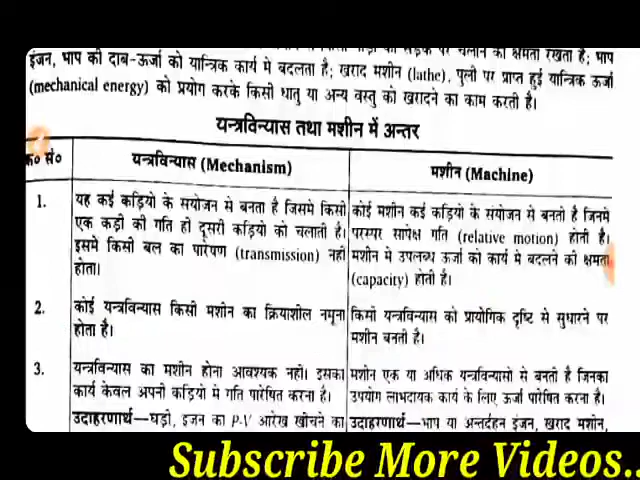 इंजन, भाप की दाब-ऊर्जा को यान्त्रिक कार्य मे बदलता है; खराद मशीन (lathe), पुली पर प्राप्त हुई यान्त्रिक ऊर्जा
(mechanical energy) को प्रयोग करके किसी धातु या अन्य वस्तु को खरादने का काम करती है।
यन्त्रविन्यास तथा मशीन में अन्तर
क्र० सं०
यन्त्रविन्यास (Mechanism)
मशीन (Machine)
1.
यह कई कड़ियो के संयोजन से बनता है जिसमे किसी
एक कड़ी की गति ही दूसरी कड़ियो को चलाती है।
इसमे किसी बल का पारेषण (transmission) नही
होता।
कोई मशीन कई कड़ियो के संयोजन से बनती है जिनमे
परस्पर सापेक्ष गति (relative motion) होती है।
मशीन मे उपलब्ध ऊर्जा को कार्य मे बदलने की क्षमता
(capacity) होती है।
2.
कोई यन्त्रविन्यास किसी मशीन का क्रियाशील नमूना
होता है।
किसी यन्त्रविन्यास को प्रायोगिक दृष्टि से सुधारने पर
मशीन बनती है।
3.
यन्त्रविन्यास का मशीन होना आवश्यक नही। इसका
कार्य केवल अपनी कड़ियो मे गति पारेषित करना है।
उदाहरणार्थ—घड़ी, इजन का P-V आरेख खीचने का
मशीन एक या अधिक यन्त्रविन्यासो से बनती है जिनका
उपयोग लाभदायक कार्य के लिए ऊर्जा पारेषित करना है।
उदाहरणार्थ—भाप या अन्तर्दहन इंजन, खराद मशीन,
Subscribe More Videos..